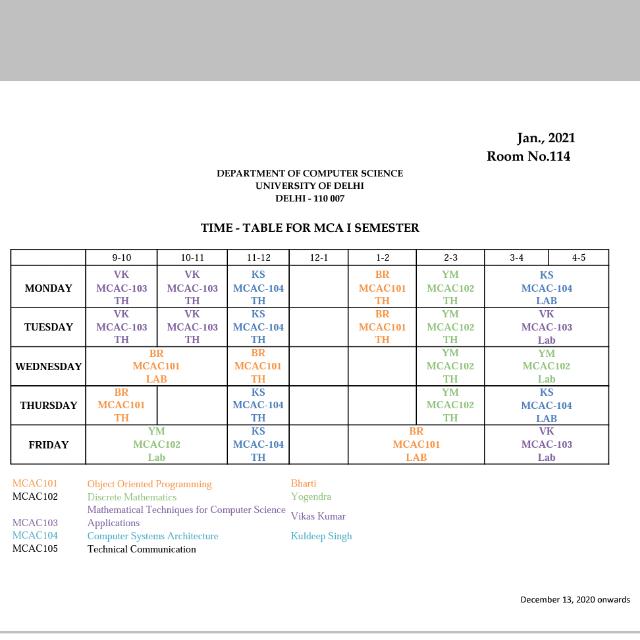 Jan., 2021
Room No.114
DEPARTMENT OF COMPUTER SCIENCE
UNIVERSITY OF DELHI
DELHI - 110 007
TIME - TABLE FOR MCA I SEMESTER
9-10 10-11 11-12 12-1 1-2 2-3 3-4 4-5
VK VK KS BR YM KS
MONDAY MCAC-103 MCAC-103 MCAC-104 MCAC101 MCAC102 MCAC-104
TH TH TH TH TH LAB
VK VK KS BR YM VK
TUESDAY MCAC-103 MCAC-103 MCAC-104 MCAC101 MCAC102 MCAC-103
TH TH TH TH TH Lab
BR BR YM YM
WEDNESDAY MCAC101 MCAC101 MCAC102 MCAC102
LAB TH TH Lab
BR KS YM KS
THURSDAY MCAC101 MCAC-104 MCAC102 MCAC-104
TH TH TH LAB
YM KS BR VK
FRIDAY MCAC102 MCAC-104 MCAC101 MCAC-103
Lab TH LAB Lab
MCAC101 Object Oriented Programming Bharti
MCAC102 Discrete Mathematics Yogendra
Mathematical Techniques for Computer Science
MCAC103 Applications Vikas Kumar
MCAC104 Computer Systems Architecture Kuldeep Singh
MCAC105 Technical Communication
December 13, 2020 onwards